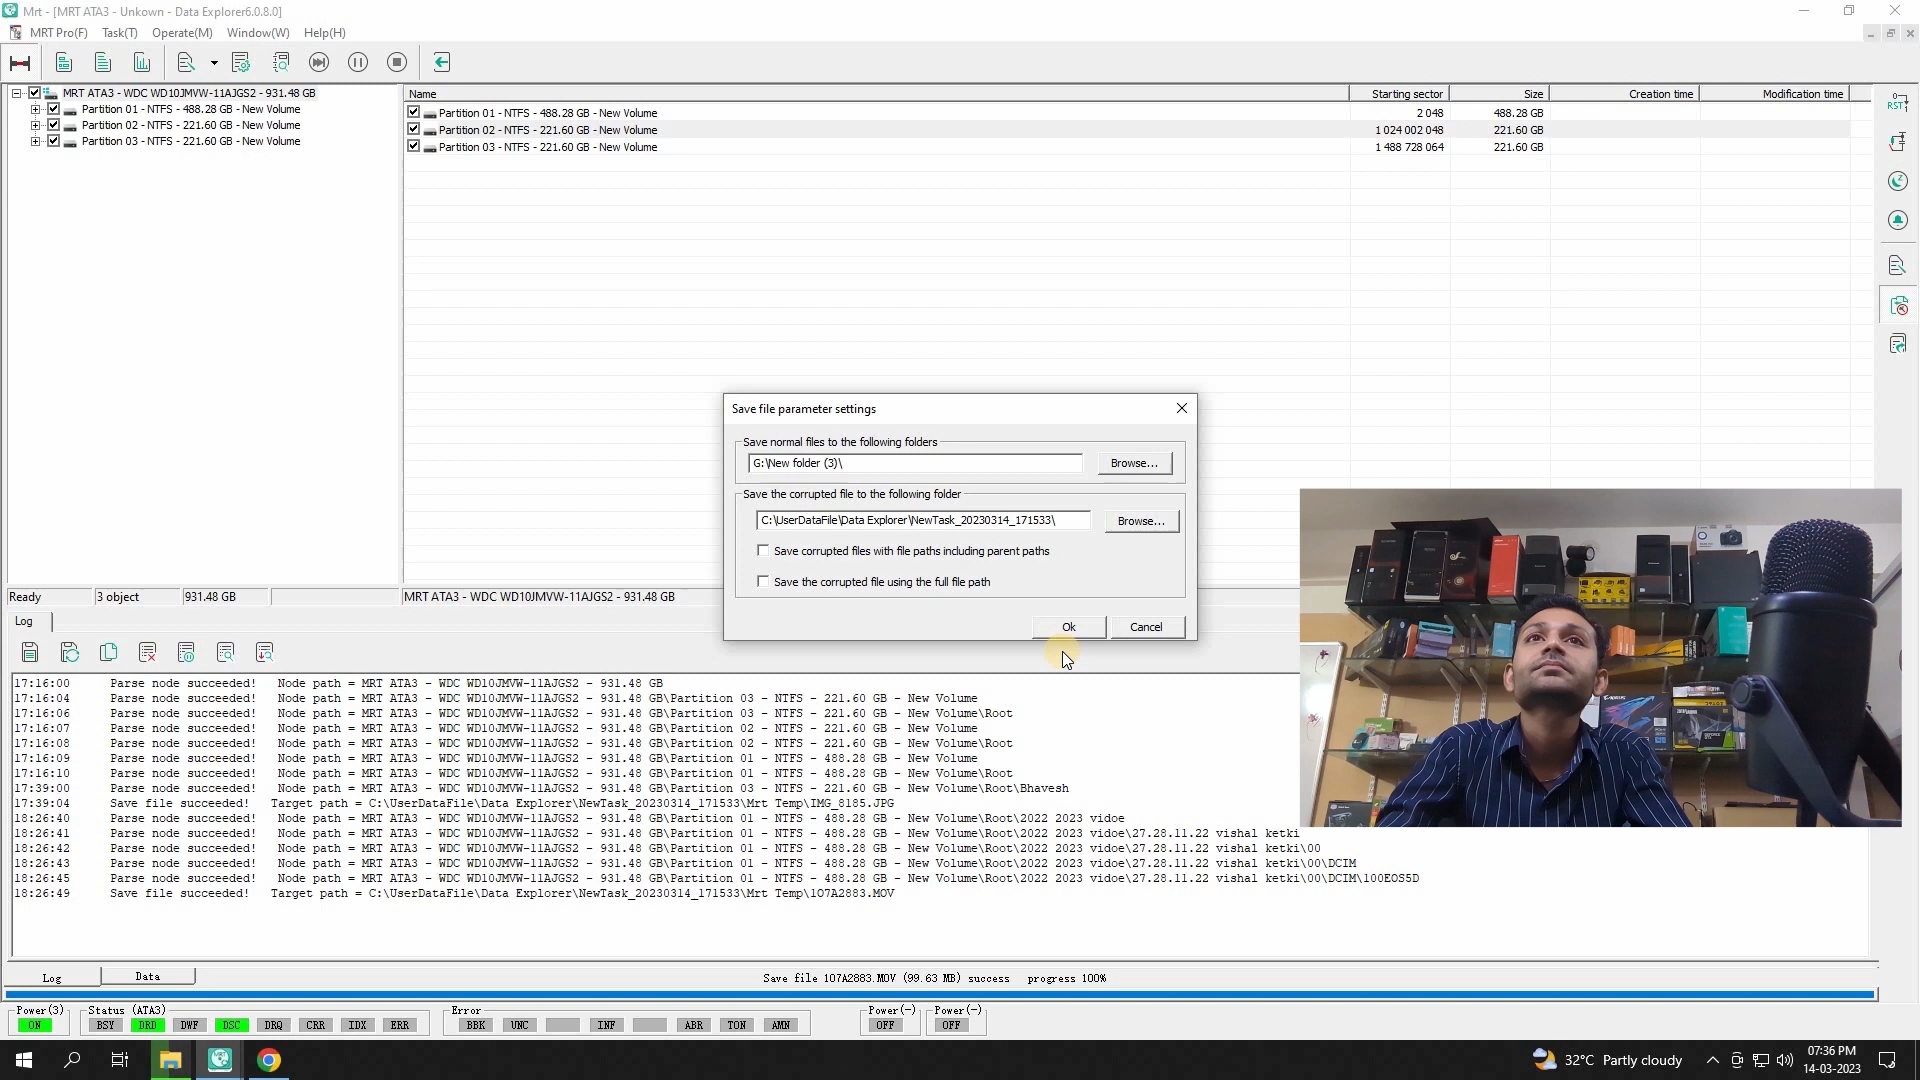 Mrt - [MRT ATA3 - Unkown - Data Explorer6.0.8.0]
MRT Pro(F) Task(T) Operate(M) Window(W) Help(H)
MRT ATA3 - WDC WD10JMVW-11AJGS2 - 931.48 GB
Partition 01 - NTFS - 488.28 GB - New Volume
Partition 02 - NTFS - 221.60 GB - New Volume
Partition 03 - NTFS - 221.60 GB - New Volume
Name Starting sector Size Creation time Modification time
Partition 01 - NTFS - 488.28 GB - New Volume 2 048 488.28 GB
Partition 02 - NTFS - 221.60 GB - New Volume 1 024 002 048 221.60 GB
Partition 03 - NTFS - 221.60 GB - New Volume 1 488 728 064 221.60 GB
RST
Save file parameter settings
Save normal files to the following folders
G:\New folder (3)\ Browse...
Save the corrupted file to the following folder
C:\UserDataFile\Data Explorer\NewTask_20230314_171533\ Browse...
Save corrupted files with file paths including parent paths
Save the corrupted file using the full file path
Ok Cancel
Ready 3 object 931.48 GB MRT ATA3 - WDC WD10JMVW-11AJGS2 - 931.48 GB
Log
17:16:00 Parse node succeeded! Node path = MRT ATA3 - WDC WD10JMVW-11AJGS2 - 931.48 GB
17:16:04 Parse node succeeded! Node path = MRT ATA3 - WDC WD10JMVW-11AJGS2 - 931.48 GB\Partition 03 - NTFS - 221.60 GB - New Volume
17:16:06 Parse node succeeded! Node path = MRT ATA3 - WDC WD10JMVW-11AJGS2 - 931.48 GB\Partition 03 - NTFS - 221.60 GB - New Volume\Root
17:16:07 Parse node succeeded! Node path = MRT ATA3 - WDC WD10JMVW-11AJGS2 - 931.48 GB\Partition 02 - NTFS - 221.60 GB - New Volume
17:16:08 Parse node succeeded! Node path = MRT ATA3 - WDC WD10JMVW-11AJGS2 - 931.48 GB\Partition 02 - NTFS - 221.60 GB - New Volume\Root
17:16:09 Parse node succeeded! Node path = MRT ATA3 - WDC WD10JMVW-11AJGS2 - 931.48 GB\Partition 01 - NTFS - 488.28 GB - New Volume
17:16:10 Parse node succeeded! Node path = MRT ATA3 - WDC WD10JMVW-11AJGS2 - 931.48 GB\Partition 01 - NTFS - 488.28 GB - New Volume\Root
17:39:00 Parse node succeeded! Node path = MRT ATA3 - WDC WD10JMVW-11AJGS2 - 931.48 GB\Partition 01 - NTFS - 488.28 GB - New Volume\Root\Bhavesh
17:39:04 Save file succeeded! Target path = C:\UserDataFile\Data Explorer\NewTask_20230314_171533\Mrt Temp\IMG_8185.JPG
18:26:40 Parse node succeeded! Node path = MRT ATA3 - WDC WD10JMVW-11AJGS2 - 931.48 GB\Partition 01 - NTFS - 488.28 GB - New Volume\Root\2022 2023 vidoe
18:26:41 Parse node succeeded! Node path = MRT ATA3 - WDC WD10JMVW-11AJGS2 - 931.48 GB\Partition 01 - NTFS - 488.28 GB - New Volume\Root\2022 2023 vidoe\27.28.11.22 vishal ketki
18:26:42 Parse node succeeded! Node path = MRT ATA3 - WDC WD10JMVW-11AJGS2 - 931.48 GB\Partition 01 - NTFS - 488.28 GB - New Volume\Root\2022 2023 vidoe\27.28.11.22 vishal ketki\00
18:26:43 Parse node succeeded! Node path = MRT ATA3 - WDC WD10JMVW-11AJGS2 - 931.48 GB\Partition 01 - NTFS - 488.28 GB - New Volume\Root\2022 2023 vidoe\27.28.11.22 vishal ketki\00\DCIM
18:26:45 Parse node succeeded! Node path = MRT ATA3 - WDC WD10JMVW-11AJGS2 - 931.48 GB\Partition 01 - NTFS - 488.28 GB - New Volume\Root\2022 2023 vidoe\27.28.11.22 vishal ketki\00\DCIM\100EOS5D
18:26:49 Save file succeeded! Target path = C:\UserDataFile\Data Explorer\NewTask_20230314_171533\Mrt Temp\107A2883.MOV
Log Data Save file 107A2883.MOV (99.63 MB) success progress 100%
Power(3) Status (ATA3) Error Power(-) Power(-)
ON BSY DRD DWF DSC DRQ CRR IDX ERR BBK UNC INF ABR TON AMN OFF OFF
32°C Partly cloudy
07:36 PM
14-03-2023